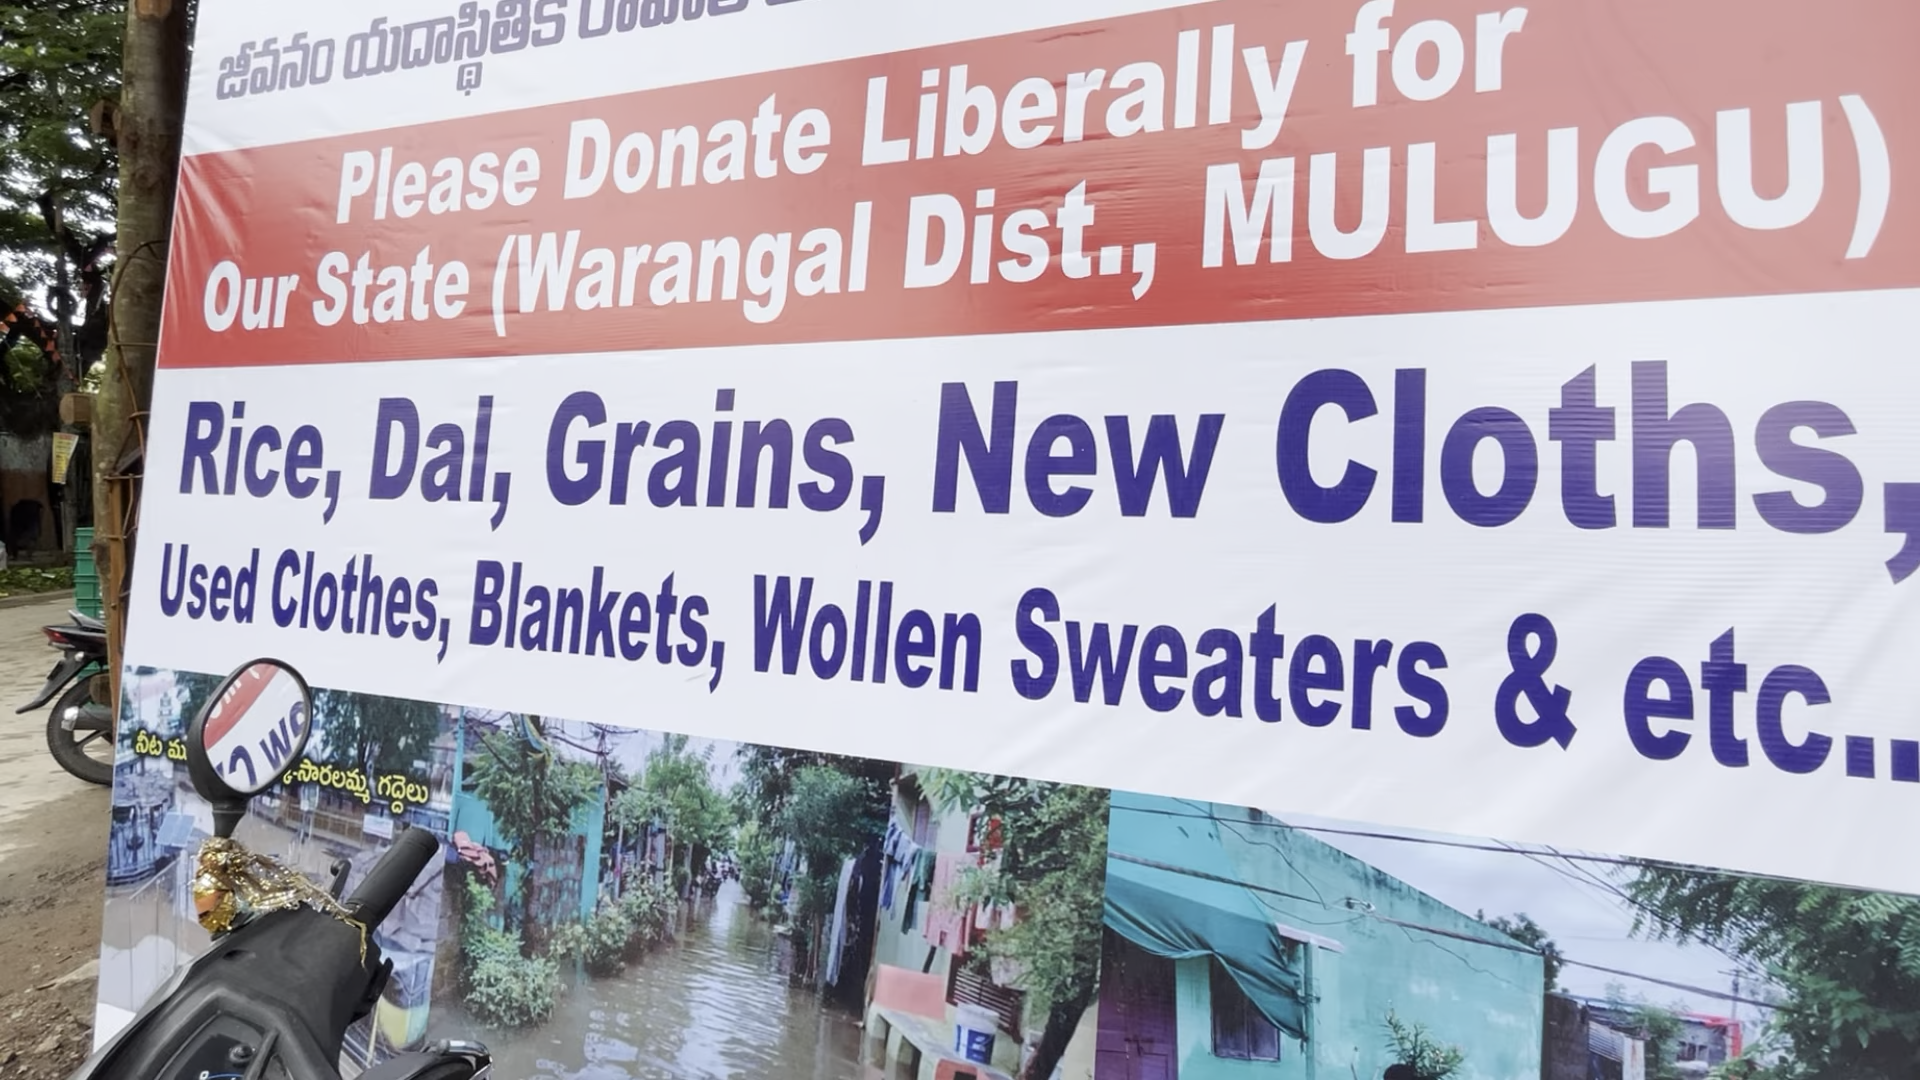 జీవనం యదాస్థితికి
Please Donate Liberally for
Our State (Warangal Dist., MULUGU)
Rice, Dal, Grains, New Cloths,
Used Clothes, Blankets, Wollen Sweaters & etc..
నీట
సారలమ్మ గద్దెలు